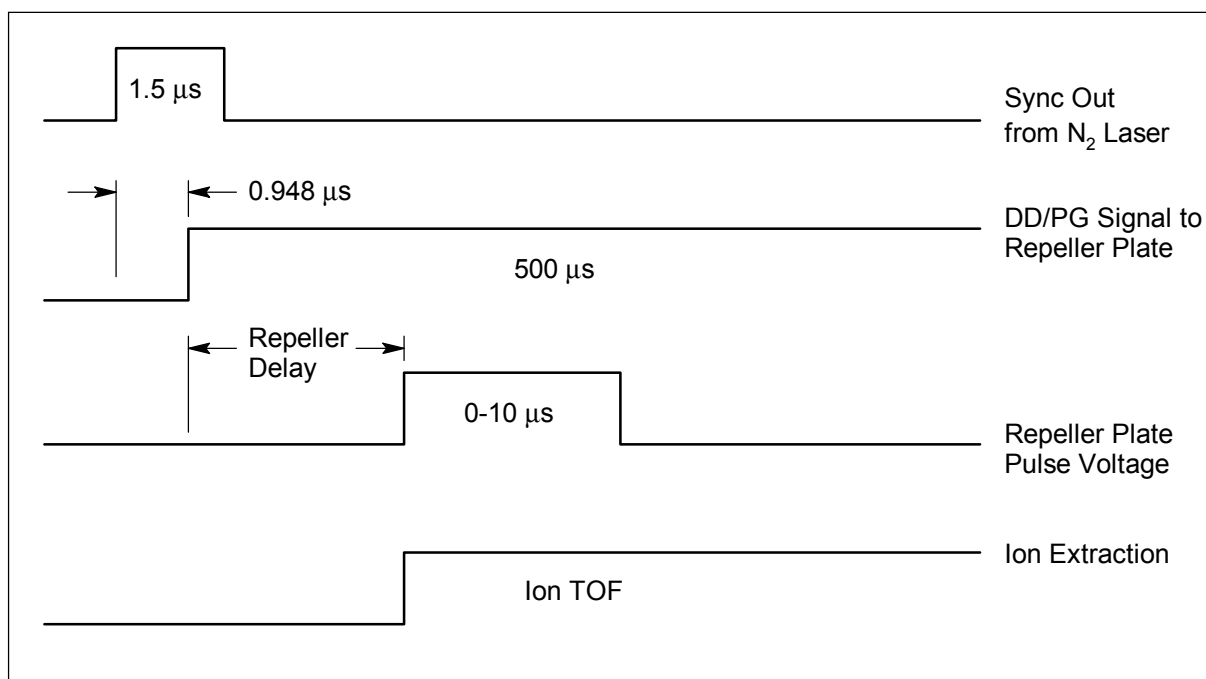 1.5 μs
Sync Out
from N₂ Laser
0.948 μs
DD/PG Signal to
Repeller Plate
500 μs
Repeller
Delay
0-10 μs
Repeller Plate
Pulse Voltage
Ion Extraction
Ion TOF